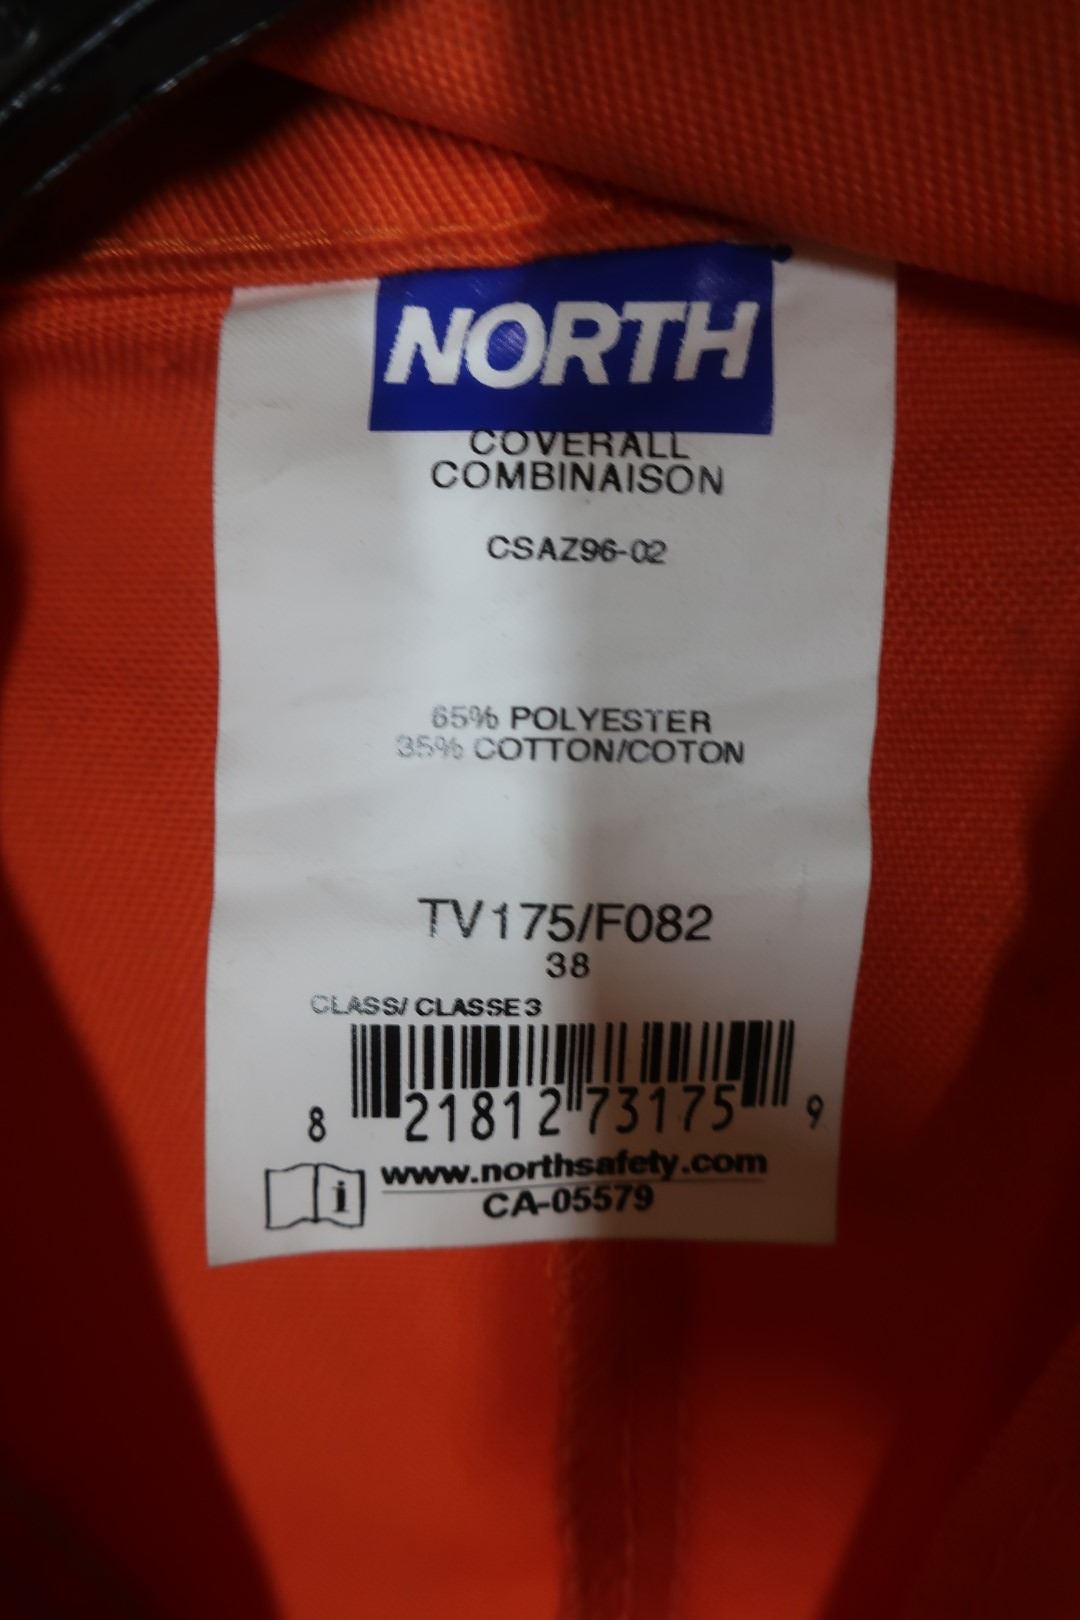 NORTH
COVERALL
COMBINAISON
CSAZ96-02
65% POLYESTER
35% COTTON/COTON
TV175/F082
38
CLASS/ CLASSE 3
8 21812 73175 9
i www.northsafety.com
CA-05579